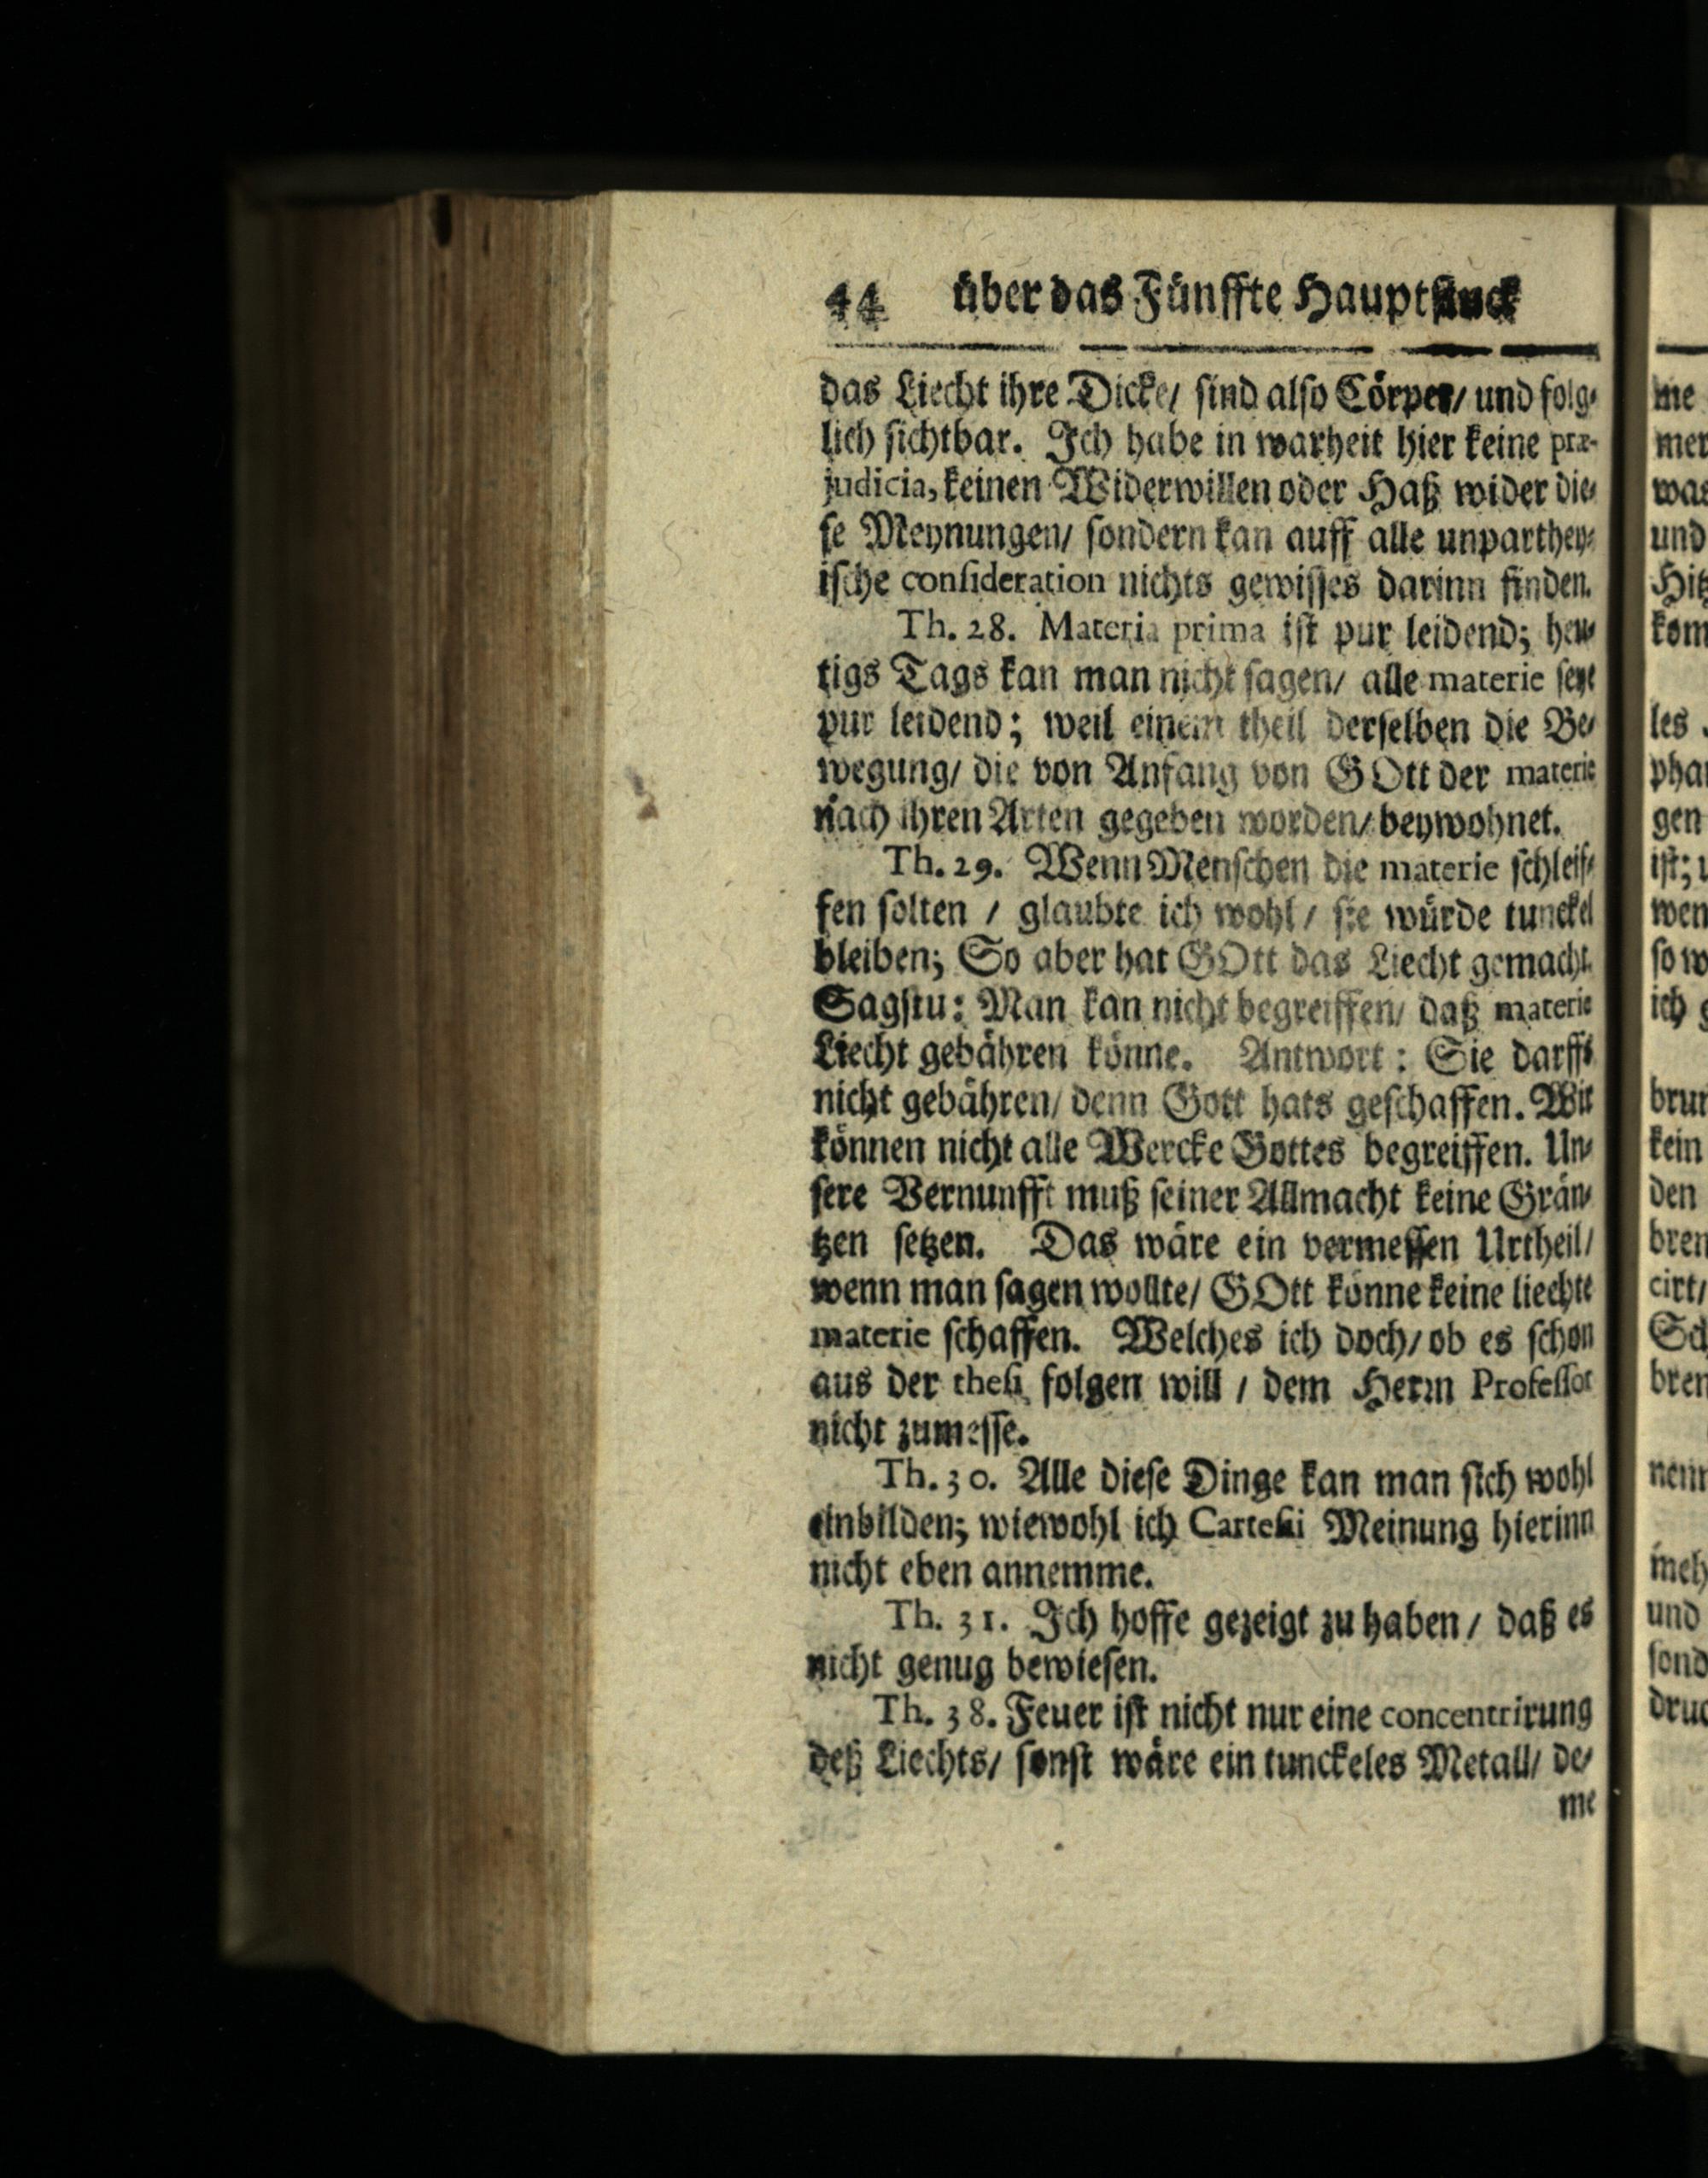 44 über das Fünffte Hauptstuck
das Liecht ihre Dicke/ sind also Cörper/ und folg-
lich sichtbar. Ich habe in warheit hier keine præ-
judicia, keinen Widerwillen oder Haß wider die-
se Meynungen/ sondern kan auff alle unparthey-
ische consideration nichts gewisses darinn finden.
Th. 28. Materia prima ist pur leidend; heu-
tigs Tags kan man nicht sagen/ alle materie seye
pur leidend; weil einem theil derselben die Be-
wegung/ die von Anfang von GOtt der materie
nach ihren Arten gegeben worden/ beywohnet.
Th. 29. Wenn Menschen die materie schleif-
fen solten / glaubte ich wohl / sie würde tunckel
bleiben; So aber hat GOtt das Liecht gemacht.
Sagstu: Man kan nicht begreiffen/ daß materie
Liecht gebähren könne. Antwort: Sie darffs
nicht gebähren/ denn Gott hats geschaffen. Wir
können nicht alle Wercke Gottes begreiffen. Un-
sere Vernunfft muß seiner Allmacht keine Grän-
tzen setzen. Das wäre ein vermessen Urtheil/
wenn man sagen wollte/ GOtt könne keine liechte
materie schaffen. Welches ich doch/ ob es schon
aus der thesi folgen will / dem Herrn Professor
nicht zumesse.
Th. 30. Alle diese Dinge kan man sich wohl
einbilden; wiewohl ich Cartesii Meinung hierinn
nicht eben annemme.
Th. 31. Ich hoffe gezeigt zu haben / daß es
nicht genug bewiesen.
Th. 38. Feuer ist nicht nur eine concentrirung
deß Liechts/ sonst wäre ein tunckeles Metall/ de-
me